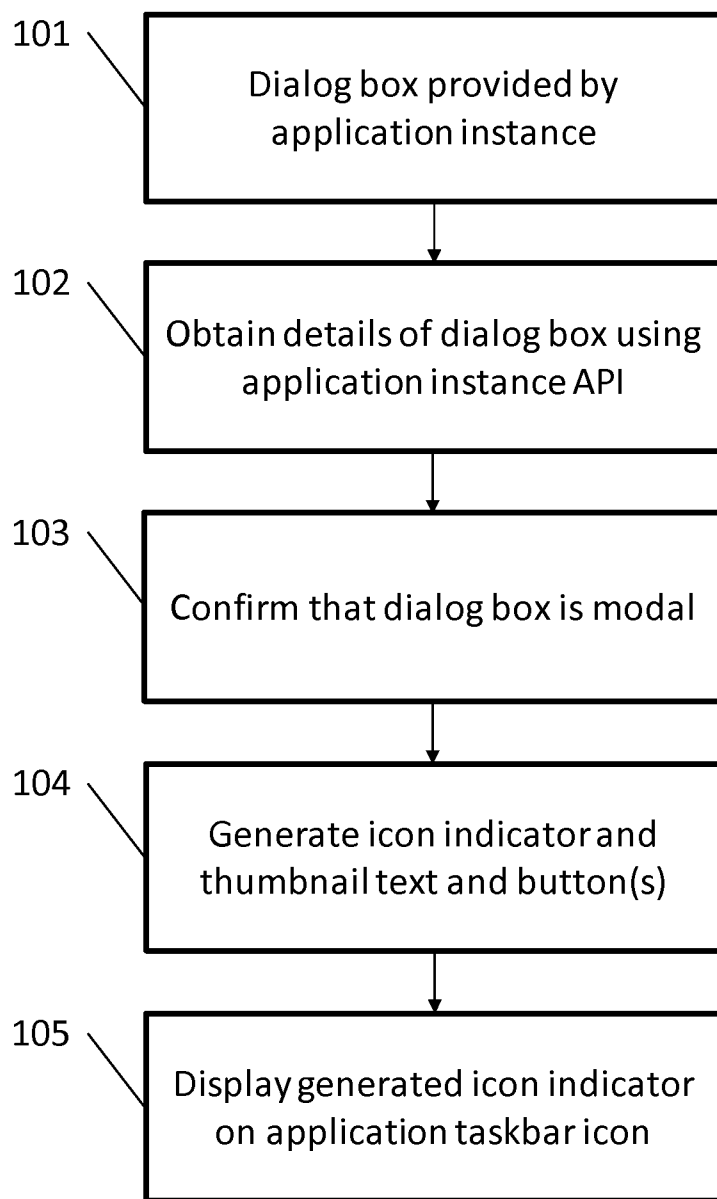 101
Dialog box provided by
application instance
102
Obtain details of dialog box using
application instance API
103
Confirm that dialog box is modal
104
Generate icon indicator and
thumbnail text and button(s)
105
Display generated icon indicator
on application taskbar icon